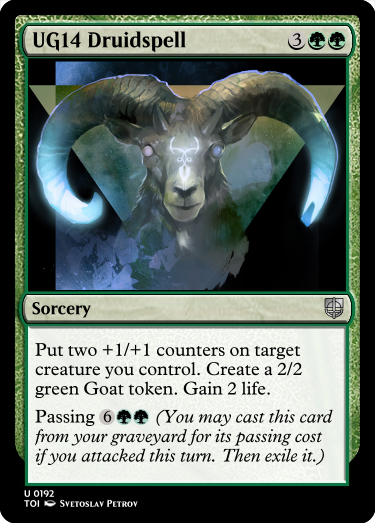 UG14 Druidspell 3
Sorcery
Put two +1/+1 counters on target
creature you control. Create a 2/2
green Goat token. Gain 2 life.
Passing 6 (You may cast this card
from your graveyard for its passing cost
if you attacked this turn. Then exile it.)
U 0192
TOI Svetoslav Petrov